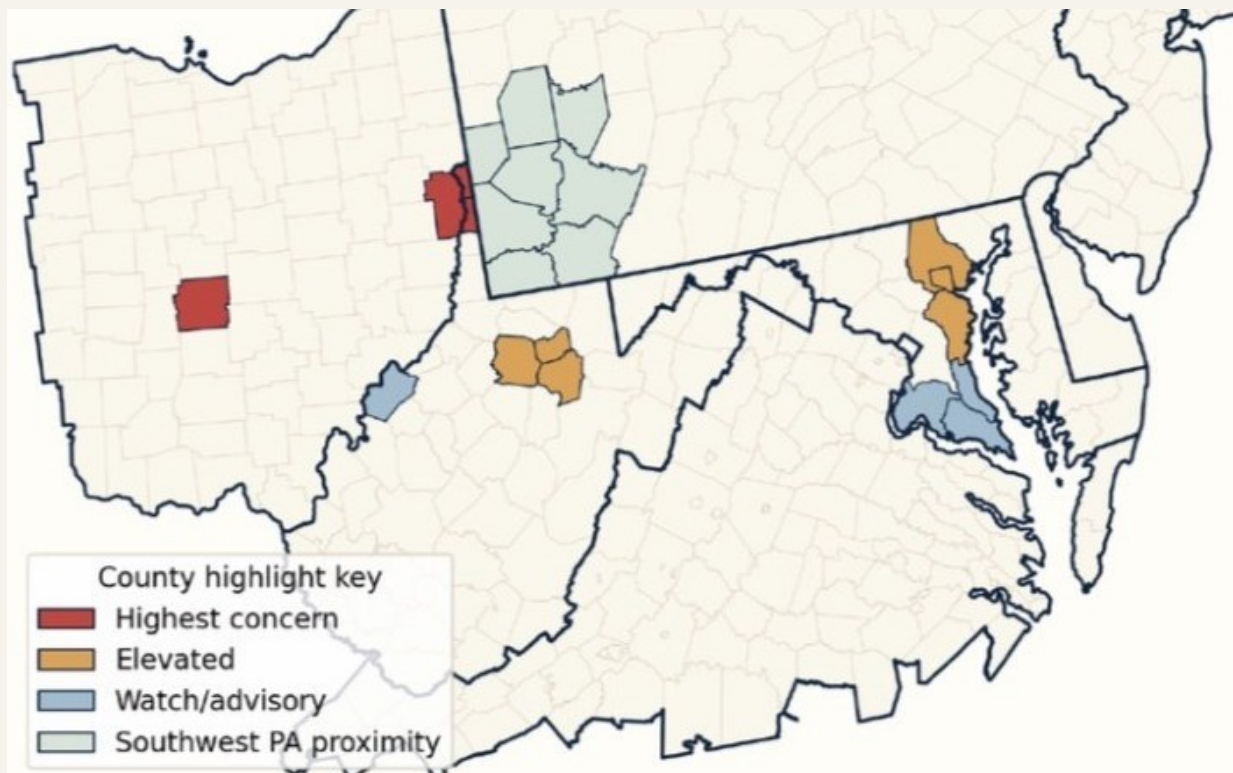 County highlight key
Highest concern
Elevated
Watch/advisory
Southwest PA proximity